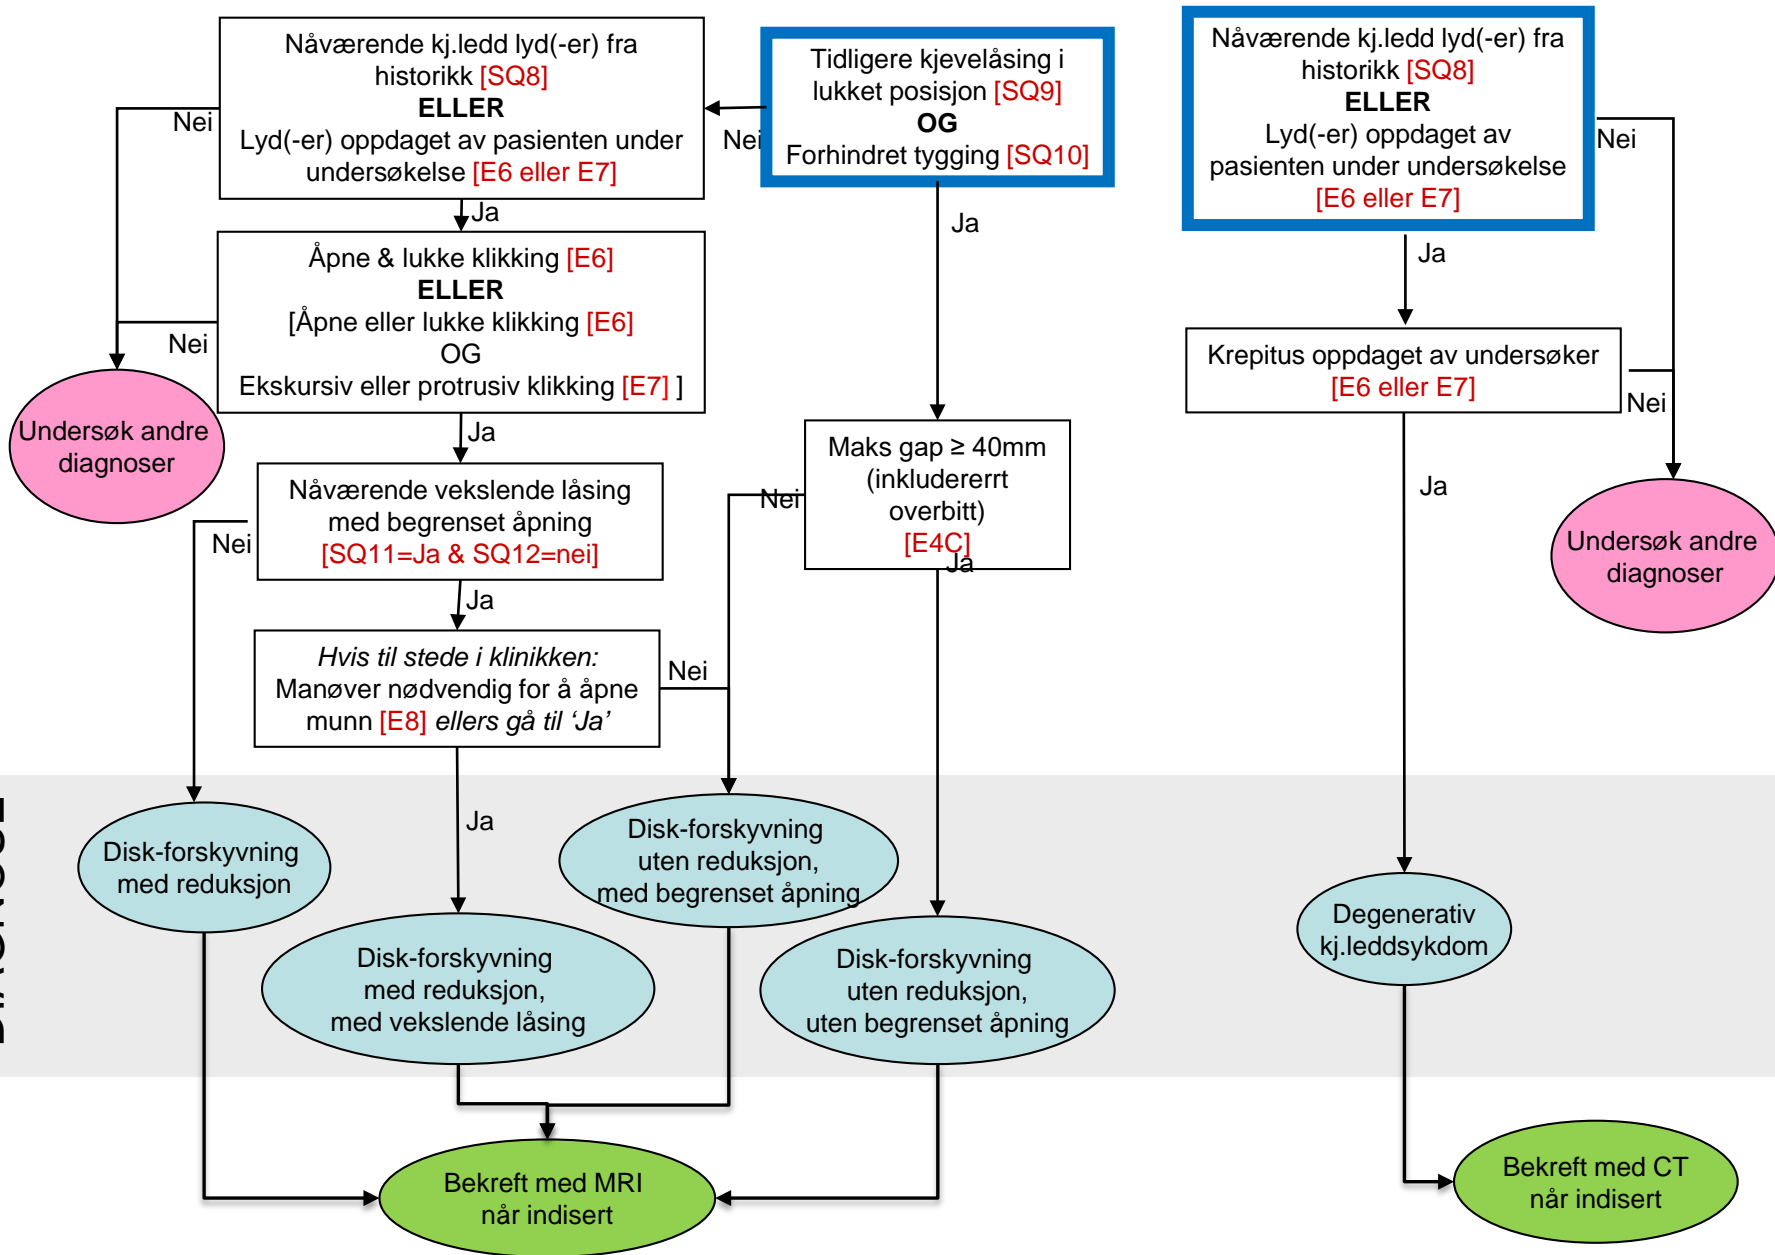 Nåværende kj.ledd lyd(-er) fra
historikk [SQ8]
ELLER
Lyd(-er) oppdaget av pasienten under
undersøkelse [E6 eller E7]
Nei
Ja
Tidligere kjevelåsing i
lukket posisjon [SQ9]
OG
Forhindret tygging [SQ10]
Nei
Ja
Nåværende kj.ledd lyd(-er) fra
historikk [SQ8]
ELLER
Lyd(-er) oppdaget av
pasienten under undersøkelse
[E6 eller E7]
Nei
Ja
Åpne & lukke klikking [E6]
ELLER
[Åpne eller lukke klikking [E6]
OG
Ekskursiv eller protrusiv klikking [E7] ]
Nei
Ja
Krepitus oppdaget av undersøker
[E6 eller E7]
Nei
Ja
Undersøk andre
diagnoser
Nåværende vekslende låsing
med begrenset åpning
[SQ11=Ja & SQ12=nei]
Nei
Ja
Maks gap ≥ 40mm
(inkludererrt
overbitt)
[E4C]
Nei
Ja
Undersøk andre
diagnoser
Hvis til stede i klinikken:
Manøver nødvendig for å åpne
munn [E8] ellers gå til ‘Ja’
Nei
Ja
Disk-forskyvning
med reduksjon
Disk-forskyvning
med reduksjon,
med vekslende låsing
Disk-forskyvning
uten reduksjon,
med begrenset åpning
Disk-forskyvning
uten reduksjon,
uten begrenset åpning
Degenerativ
kj.leddsykdom
Bekreft med MRI
når indisert
Bekreft med CT
når indisert